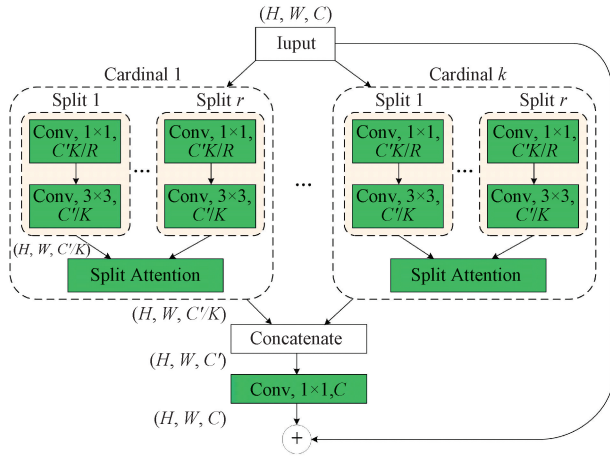 (H, W, C)
Iuput
Cardinal 1
Cardinal k
Split 1
Split r
Split 1
Split r
Conv, 1×1,
C'K/R
Conv, 1×1,
C'K/R
Conv, 1×1,
C'K/R
Conv, 1×1,
C'K/R
...
...
...
Conv, 3×3,
C'/K
Conv, 3×3,
C'/K
Conv, 3×3,
C'/K
Conv, 3×3,
C'/K
(H, W, C'/K)
Split Attention
Split Attention
(H, W, C'/K)
Concatenate
(H, W, C')
Conv, 1×1,C
(H, W, C)
+